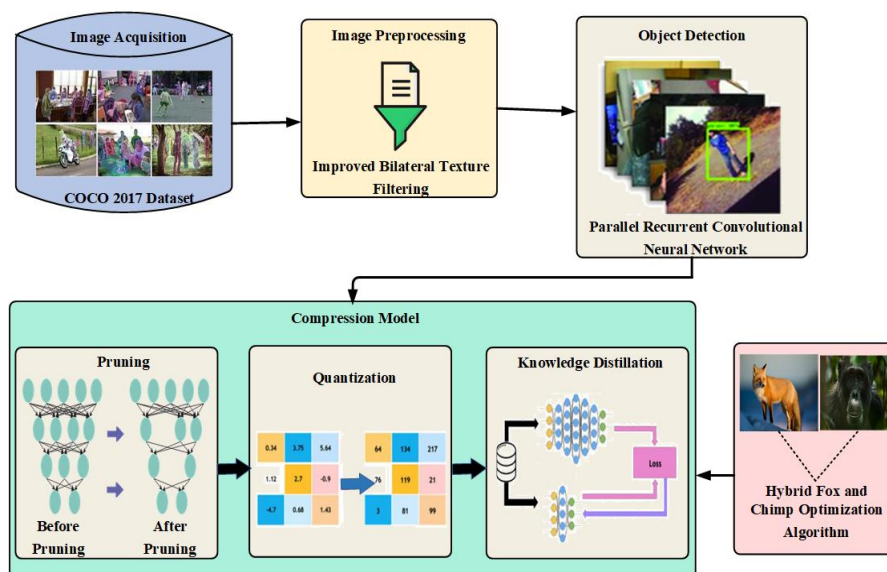 Image Acquisition
COCO 2017 Dataset
Image Preprocessing
Improved Bilateral Texture
Filtering
Object Detection
Parallel Recurrent Convolutional
Neural Network
Compression Model
Pruning
Before
Pruning
After
Pruning
Quantization
0.34 3.75 5.64
1.12 2.7 -0.9
-4.7 0.68 1.43
64 134 217
76 119 21
3 81 99
Knowledge Distillation
Loss
Hybrid Fox and
Chimp Optimization
Algorithm